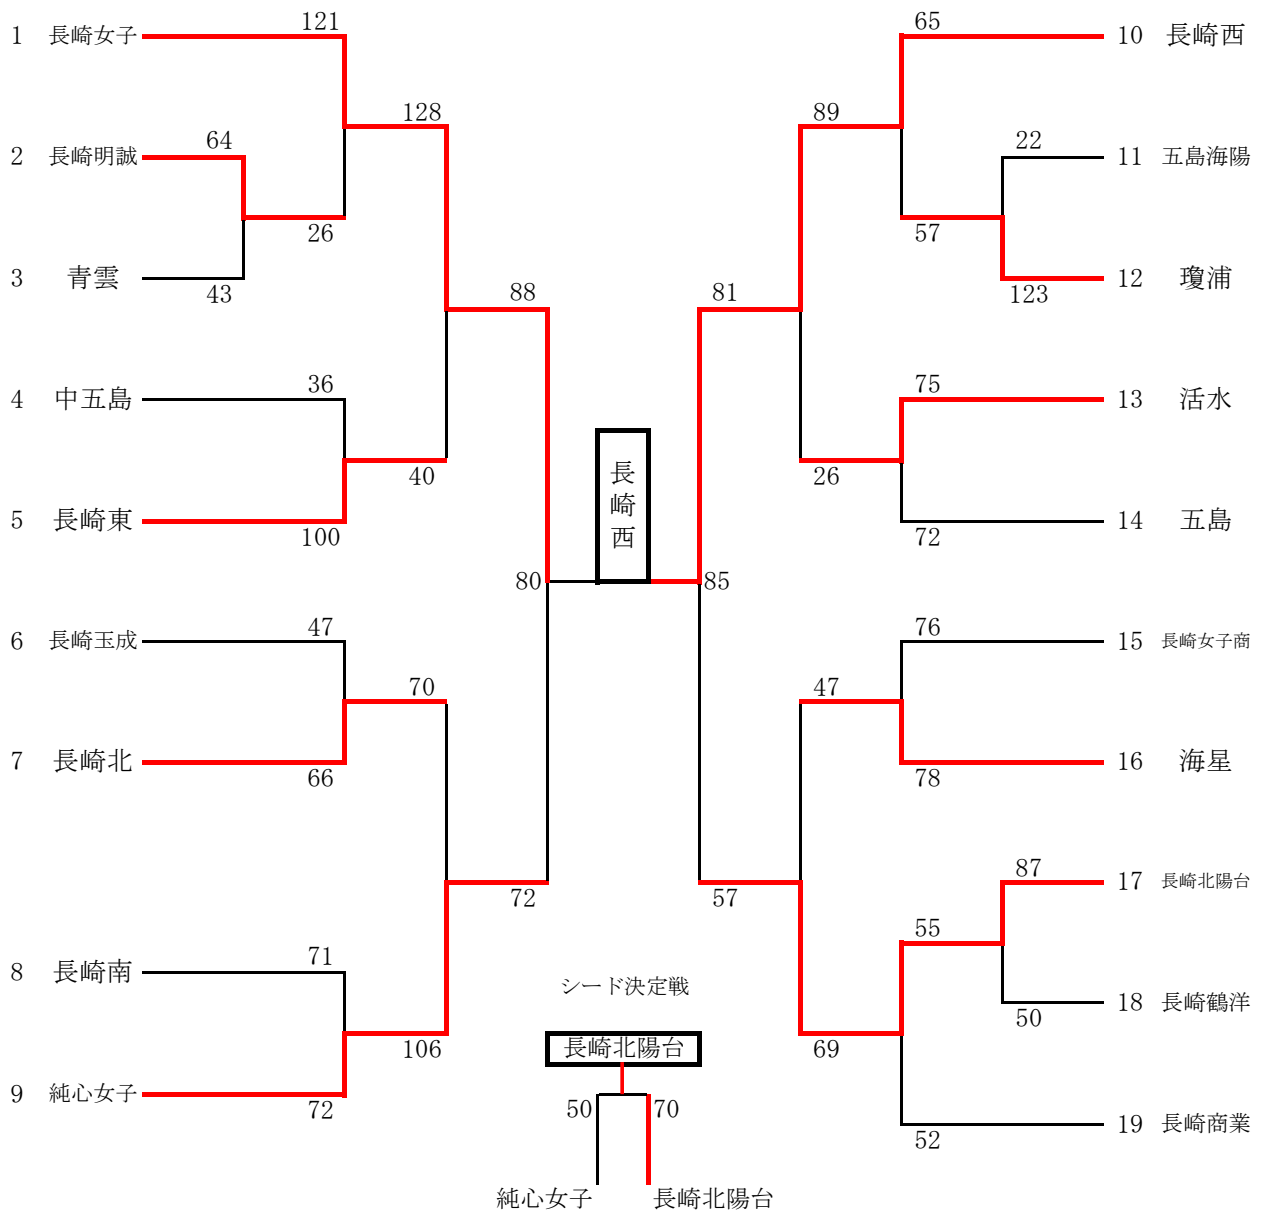 1 長崎女子 121
2 長崎明誠 64
128
26
3 青雲 43
88
4 中五島 36
40
5 長崎東 100
80
6 長崎玉成 47
70
7 長崎北 66
72
8 長崎南 71
106
9 純心女子 72
長崎西
65 10 長崎西
89
22 11 五島海陽
57
123 12 瓊浦
81
75 13 活水
26
72 14 五島
85
76 15 長崎女子商
47
78 16 海星
57
87 17 長崎北陽台
55
50 18 長崎鶴洋
69
52 19 長崎商業
シード決定戦
長崎北陽台
50 70
純心女子 長崎北陽台